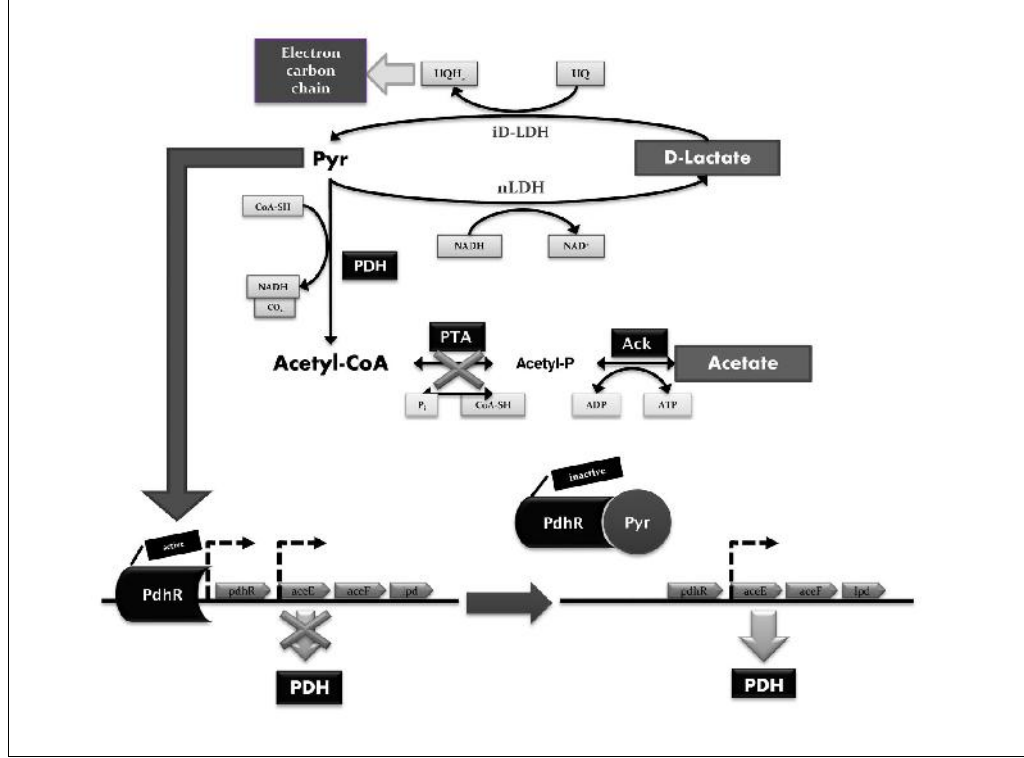 Electron
carbon
chain
UQH₂
UQ
iD-LDH
Pyr
D-Lactate
nLDH
CoA-SH
NADH
NAD⁺
PDH
NADH
CO₂
PTA
Ack
Acetyl-CoA
Acetyl-P
Acetate
Pᵢ
CoA-SH
ADP
ATP
inactive
PdhR
Pyr
active
PdhR
pdhR
aceE
aceF
lpd
pdhR
aceE
aceF
lpd
PDH
PDH